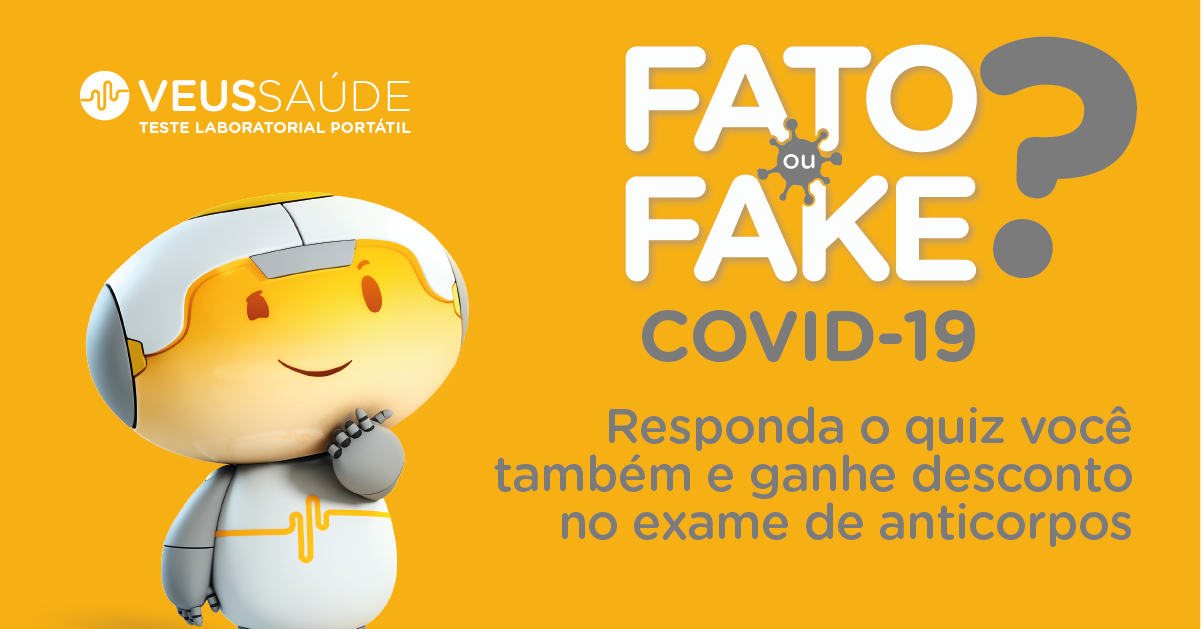 VEUSSAÚDE
TESTE LABORATORIAL PORTÁTIL
FATO
ou
FAKE?
COVID-19
Responda o quiz você
também e ganhe desconto
no exame de anticorpos